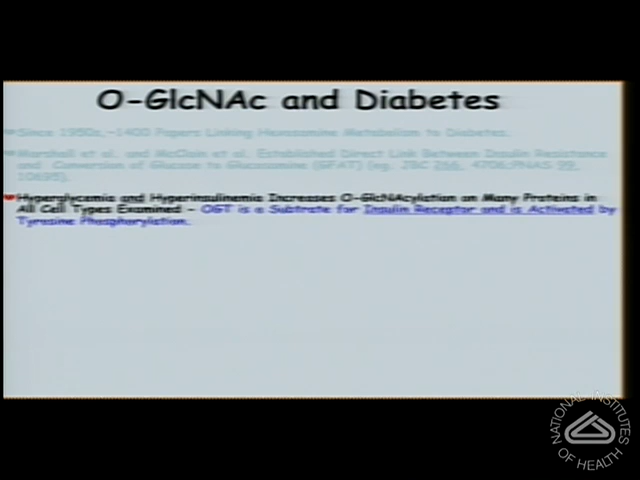 O-GlcNAc and Diabetes
Since 1950s, ~1400 Papers Linking Hexosamine Metabolism to Diabetes.
Marshall et al. and McClain et al. Established Direct Link Between Insulin Resistance
and Conversion of Glucose to Glucosamine (GFAT) (eg. JBC 266, 4706; PNAS 99,
10695).
Hyperglycemia and Hyperinsulinemia Increases O-GlcNAcylation on Many Proteins in
All Cell Types Examined - OGT is a Substrate for Insulin Receptor and is Activated by
Tyrosine Phosphorylation.
NATIONAL INSTITUTES
OF HEALTH